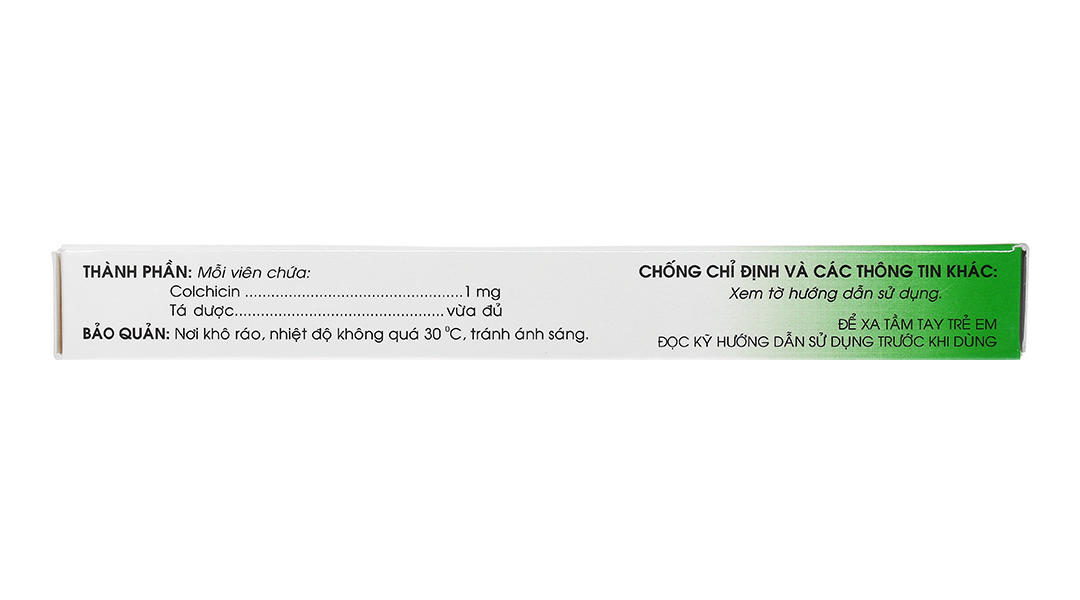 THÀNH PHẦN: Mỗi viên chứa:
Colchicin ................................................1 mg
Tá dược..............................................vừa đủ
BẢO QUẢN: Nơi khô ráo, nhiệt độ không quá 30 ⁰C, tránh ánh sáng.
CHỐNG CHỈ ĐỊNH VÀ CÁC THÔNG TIN KHÁC:
Xem tờ hướng dẫn sử dụng.
ĐỂ XA TẦM TAY TRẺ EM
ĐỌC KỸ HƯỚNG DẪN SỬ DỤNG TRƯỚC KHI DÙNG